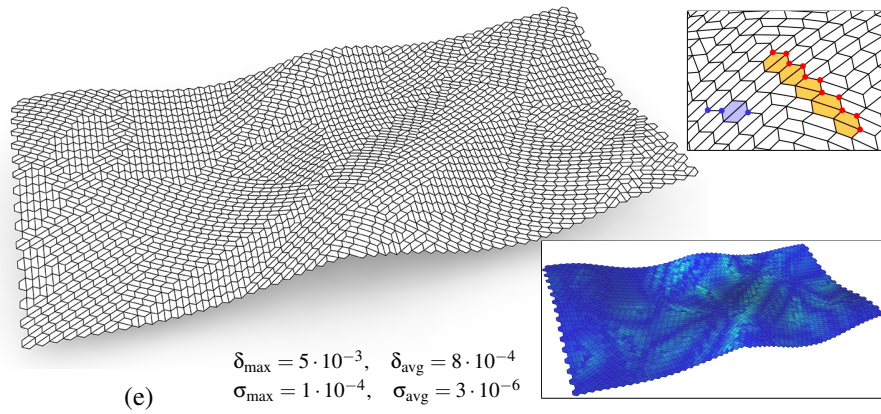 δmax = 5 · 10⁻³, δavg = 8 · 10⁻⁴
(e) σmax = 1 · 10⁻⁴, σavg = 3 · 10⁻⁶